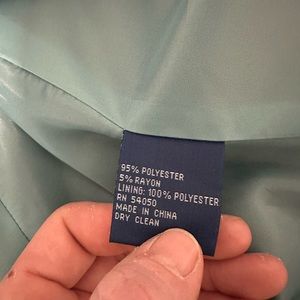 95% POLYESTER
5% RAYON
LINING: 100% POLYESTER
RN 54050
MADE IN CHINA
DRY CLEAN